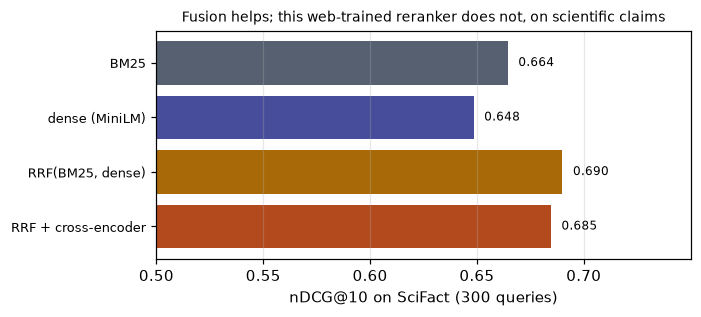 Fusion helps; this web-trained reranker does not, on scientific claims
BM25
0.664
dense (MiniLM)
0.648
RRF(BM25, dense)
0.690
RRF + cross-encoder
0.685
0.50 0.55 0.60 0.65 0.70
nDCG@10 on SciFact (300 queries)